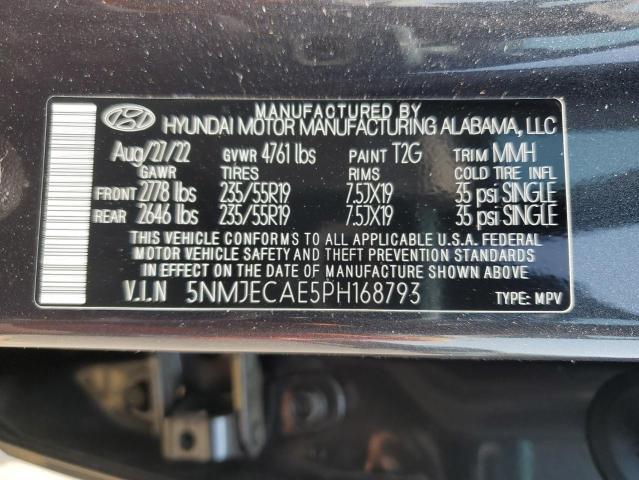 MANUFACTURED BY
HYUNDAI MOTOR MANUFACTURING ALABAMA, LLC
Aug/27/22 GVWR 4761 lbs PAINT T2G TRIM MMH
GAWR TIRES RIMS COLD TIRE INFL
FRONT 2778 lbs 235/55R19 7.5JX19 35 psi SINGLE
REAR 2646 lbs 235/55R19 7.5JX19 35 psi SINGLE
THIS VEHICLE CONFORMS TO ALL APPLICABLE U.S.A. FEDERAL
MOTOR VEHICLE SAFETY AND THEFT PREVENTION STANDARDS
IN EFFECT ON THE DATE OF MANUFACTURE SHOWN ABOVE
V.I.N 5NMJECAE5PH168793 TYPE: MPV